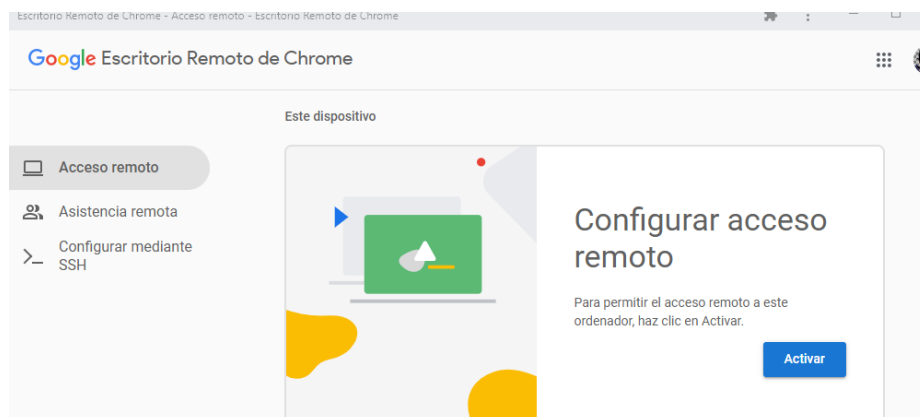 Escritorio Remoto de Chrome - Acceso remoto - Escritorio Remoto de Chrome
Google Escritorio Remoto de Chrome
Este dispositivo
Acceso remoto
Asistencia remota
Configurar mediante
SSH
Configurar acceso
remoto
Para permitir el acceso remoto a este
ordenador, haz clic en Activar.
Activar